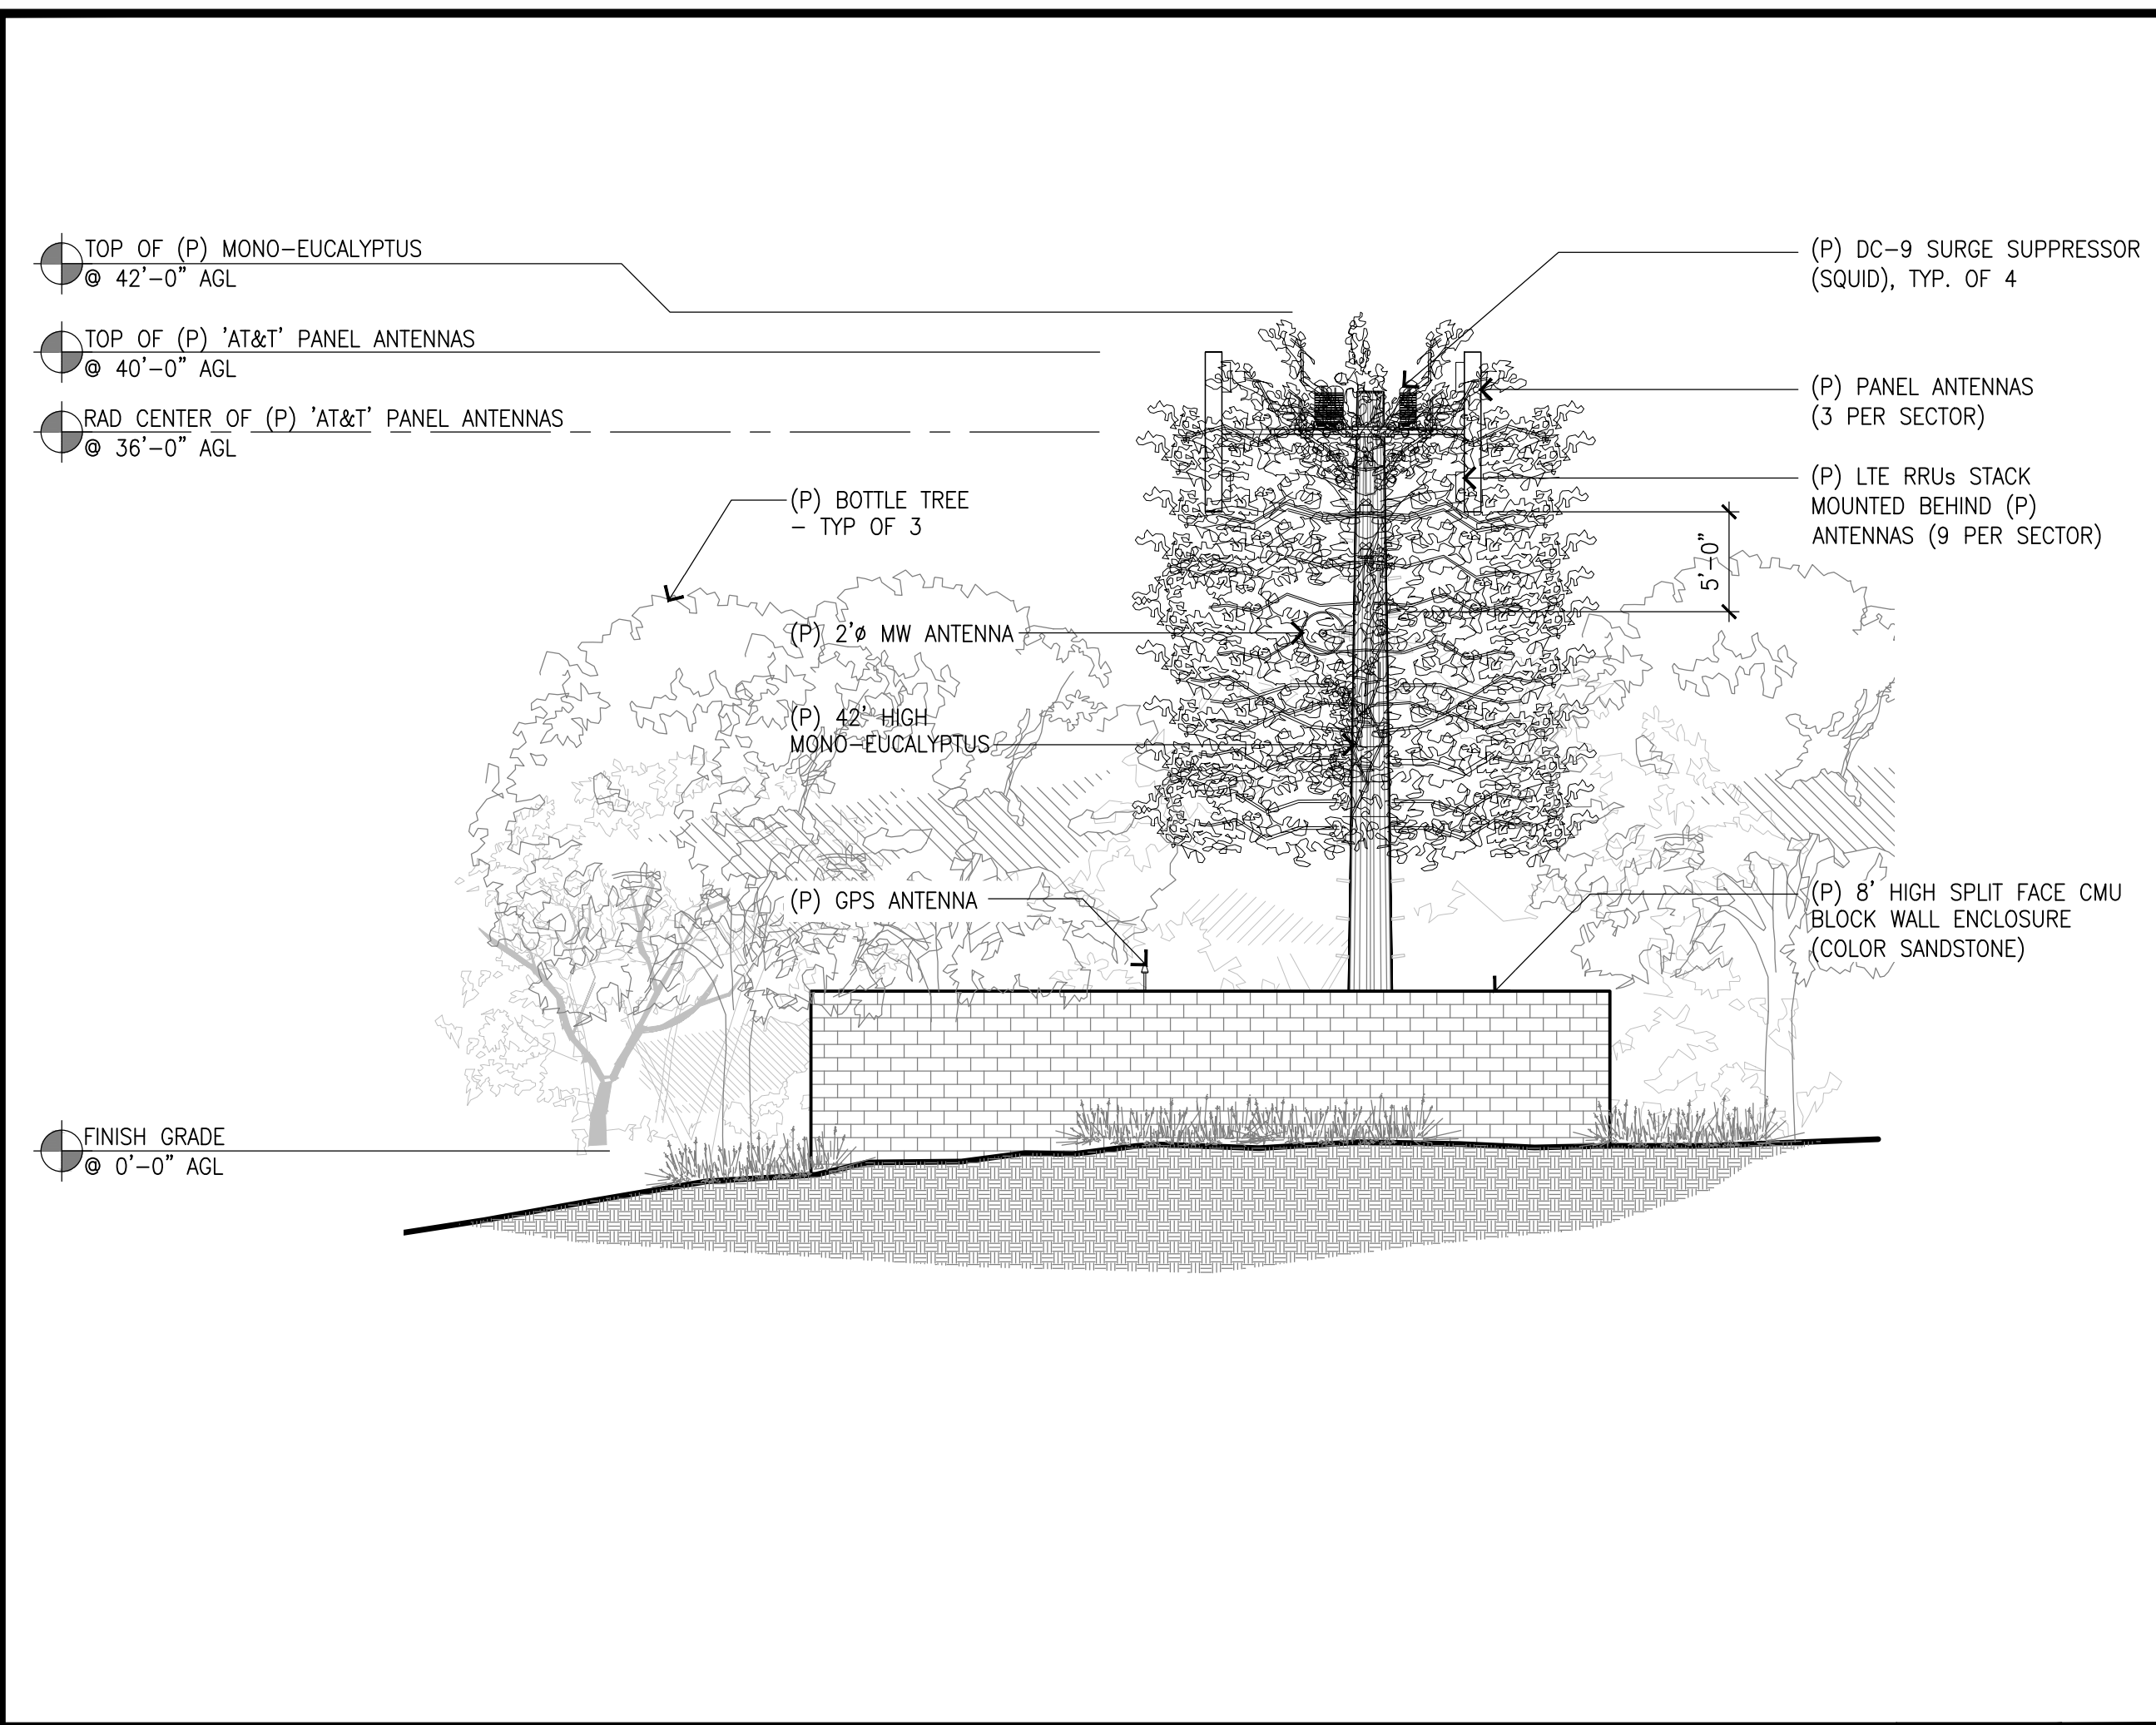 TOP OF (P) MONO-EUCALYPTUS
@ 42'-0" AGL
TOP OF (P) 'AT&T' PANEL ANTENNAS
@ 40'-0" AGL
RAD CENTER OF (P) 'AT&T' PANEL ANTENNAS
@ 36'-0" AGL
(P) BOTTLE TREE
- TYP OF 3
(P) 2'ø MW ANTENNA
(P) 42' HIGH
MONO-EUCALYPTUS
(P) GPS ANTENNA
FINISH GRADE
@ 0'-0" AGL
(P) DC-9 SURGE SUPPRESSOR
(SQUID), TYP. OF 4
(P) PANEL ANTENNAS
(3 PER SECTOR)
(P) LTE RRUs STACK
MOUNTED BEHIND (P)
ANTENNAS (9 PER SECTOR)
5'-0"
(P) 8' HIGH SPLIT FACE CMU
BLOCK WALL ENCLOSURE
(COLOR SANDSTONE)